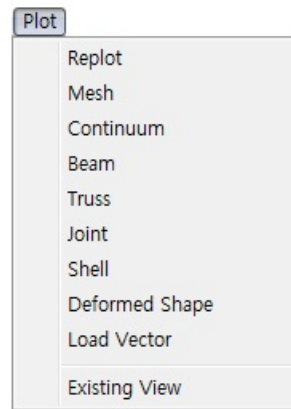 Plot
Replot
Mesh
Continuum
Beam
Truss
Joint
Shell
Deformed Shape
Load Vector
Existing View